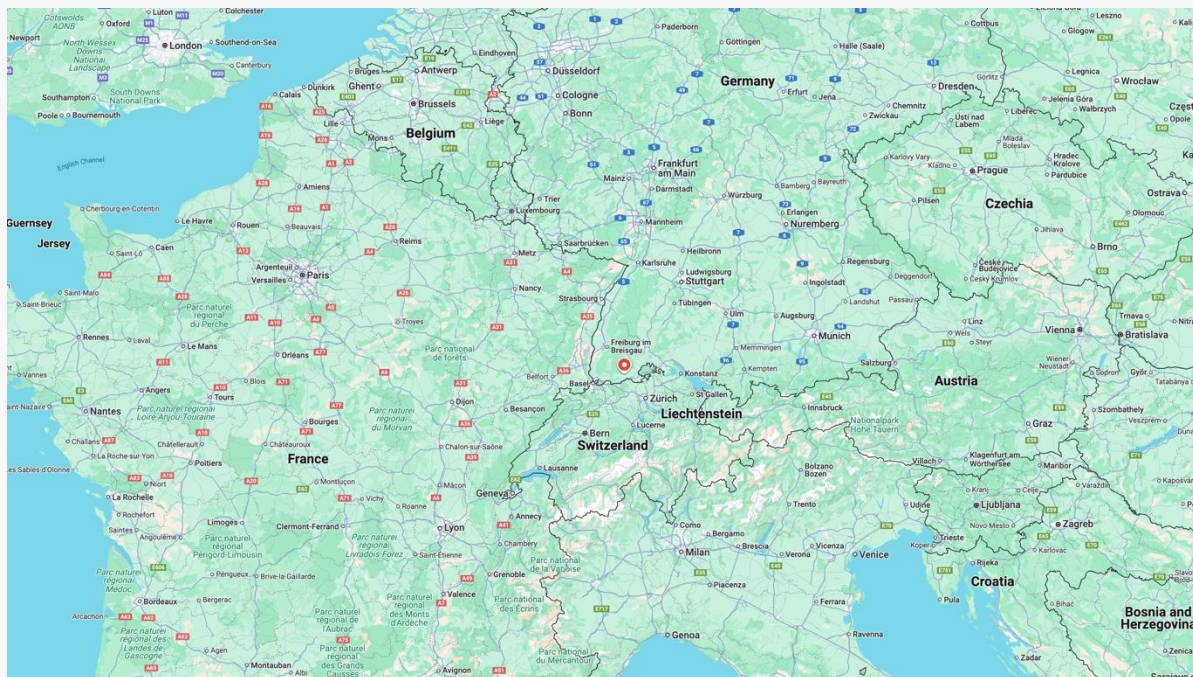 Cotswolds
AONB
Oxford
Luton
M1
M11
Colchester
Newport
M4
London
Southend-on-Sea
North Wessex
Downs
National
Landscape
M20
Canterbury
South Downs
National Park
Southampton
Poole
Bournemouth
English Channel
Guernsey
Jersey
Cherbourg-en-Cotentin
Dunkirk
Calais
Bruges
Ghent
Antwerp
Brussels
Belgium
Lille
Mons
Liège
Eindhoven
Düsseldorf
Cologne
Bonn
Paderborn
Göttingen
Halle (Saale)
Germany
Erfurt
Jena
Dresden
Chemnitz
Zwickau
Cottbus
Görlitz
Leszno
Glogow
Legnica
Wrocław
Jelenia Góra
Walbrzych
Opole
Liberec
Ústí nad
Labem
Mladá
Boleslav
Hradec
Kralove
Pardubice
Karlovy Vary
Kladno
Prague
Pilsen
Czechia
Ostrava
Olomouc
Jihlava
Brno
České
Budějovice
Český Krumlov
Frankfurt
am Main
Mainz
Darmstadt
Würzburg
Bamberg
Bayreuth
Erlangen
Nuremberg
Trier
Luxembourg
Saarbrücken
Mannheim
Heilbronn
Karlsruhe
Ludwigsburg
Stuttgart
Tübingen
Regensburg
Deggendorf
Ingolstadt
Landshut
Passau
Ulm
Augsburg
Munich
Memmingen
Kempten
Amiens
Le Havre
Rouen
Beauvais
Reims
Caen
Saint-Lô
Argenteuil
Versailles
Paris
Metz
Nancy
Strasbourg
Saint-Malo
Saint-Brieuc
Parc naturel
régional
du Perche
Rennes
Laval
Le Mans
Troyes
Orléans
Parc national
de forêts
Freiburg im
Breisgau
Belfort
Basel
Konstanz
St Gallen
Zürich
Liechtenstein
Lucerne
Bern
Switzerland
Lausanne
Geneva
Vannes
Saint-Nazaire
Nantes
Angers
Tours
Blois
Parc naturel
régional
Loire-Anjou-Touraine
Cholet
Challans
Châtellerault
La Roche-sur-Yon
Poitiers
Les Sables-d'Olonne
Bourges
Châteauroux
France
Parc naturel
régional
du Morvan
Dijon
Besançon
Chalon-sur-Saône
Mâcon
Montluçon
Vichy
Roanne
Niort
La Rochelle
Rochefort
Saintes
Angoulême
Limoges
Parc naturel
régional
Périgord-Limousin
Clermont-Ferrand
Parc naturel
régional
Livradois-Forez
Lyon
Saint-Étienne
Annecy
Chambéry
Grenoble
Parc national
de la Vanoise
Valence
Parc national
des Écrins
Parc naturel
régional
Médoc
Périgueux
Brive-la-Gaillarde
Bordeaux
Bergerac
Arcachon
Parc naturel
régional
des Landes de
Gascogne
Agen
Montauban
Albi
Parc naturel
régional
de l'Aubrac
Parc naturel
régional
des Grands
Causses
Parc naturel
régional
des Monts
d'Ardèche
Avignon
Parc national
du Mercantour
Como
Bergamo
Milan
Brescia
Verona
Vicenza
Venice
Piacenza
Ferrara
Genoa
Ravenna
Bolzano
Bozen
Trento
Innsbruck
Nationalpark
Hohe Tauern
Salzburg
Linz
Wels
Steyr
Vienna
Bratislava
Trnava
Wiener
Neustadt
Sopron
Győr
Tatabánya
Austria
Szombathely
Veszprém
Graz
Klagenfurt am
Wörthersee
Villach
Maribor
Varaždin
Kaposvár
Kranj
Celje
Ljubljana
Novo Mesto
Zagreb
Udine
Trieste
Koper
Karlovac
Rijeka
Croatia
Pula
Bihać
Zadar
Bosnia and
Herzegovina
Zenica
Sarajevo